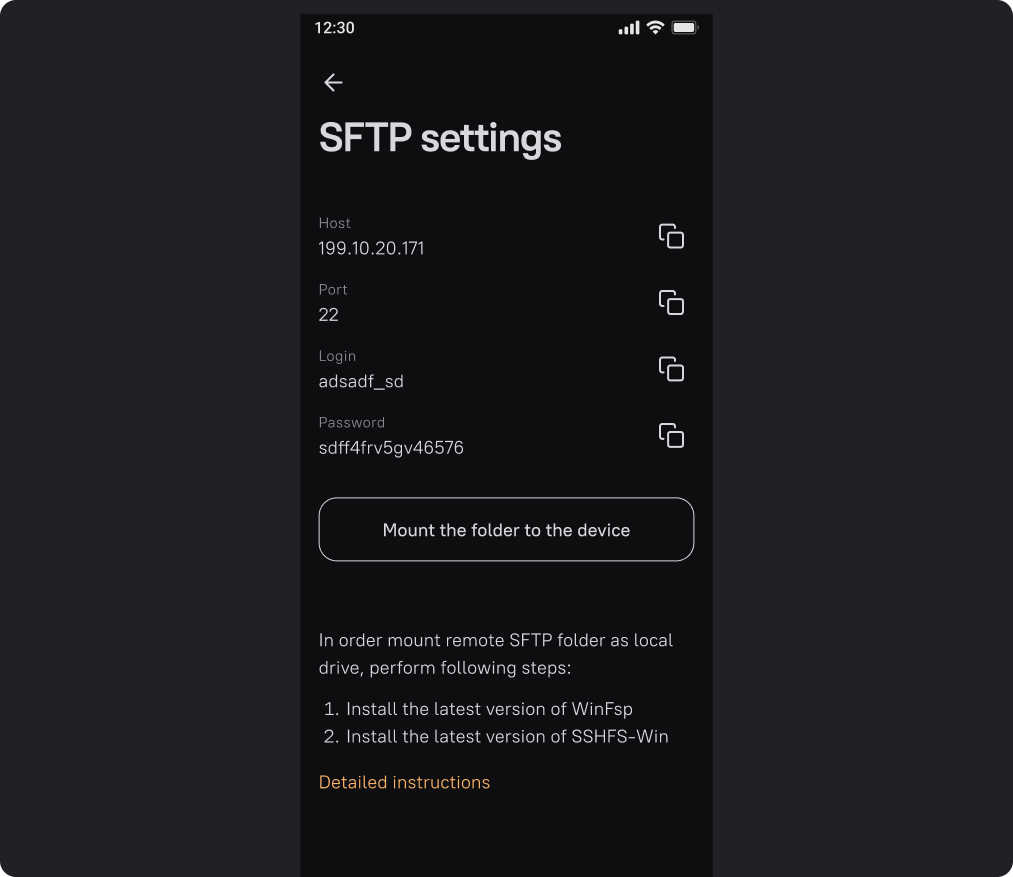 12:30
SFTP settings
Host
199.10.20.171
Port
22
Login
adsadf_sd
Password
sdff4frv5gv46576
Mount the folder to the device
In order mount remote SFTP folder as local
drive, perform following steps:
1. Install the latest version of WinFsp
2. Install the latest version of SSHFS-Win
Detailed instructions